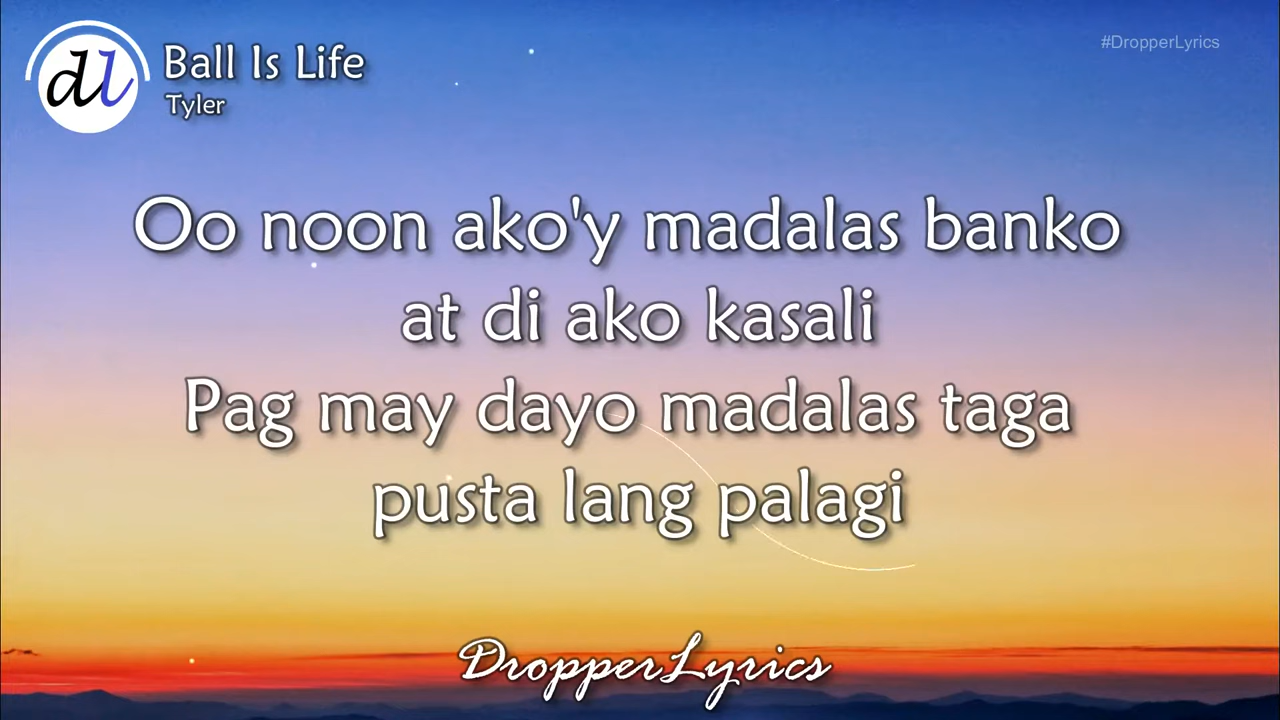 dl
Ball Is Life
Tyler
#DropperLyrics
Oo noon ako'y madalas banko
at di ako kasali
Pag may dayo madalas taga
pusta lang palagi
DropperLyrics